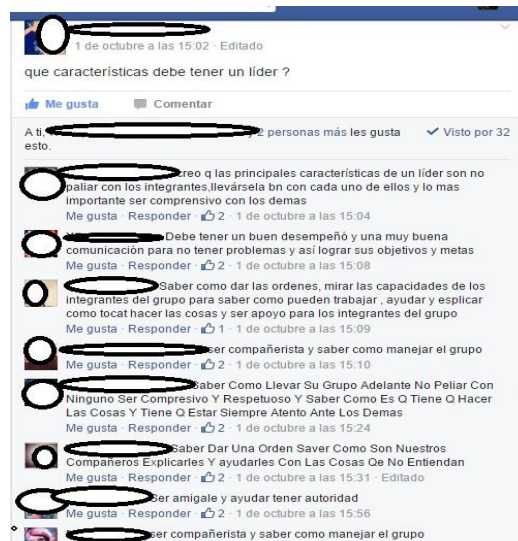 1 de octubre a las 15:02 · Editado
que características debe tener un líder ?
Me gusta Comentar
A ti, 2 personas más les gusta Visto por 32
esto.
creo q las principales características de un líder son no
paliar con los integrantes,llevársela bn con cada uno de ellos y lo mas
importante ser comprensivo con los demas
Me gusta · Responder · 2 · 1 de octubre a las 15:04
Debe tener un buen desempeñó y una muy buena
comunicación para no tener problemas y así lograr sus objetivos y metas
Me gusta · Responder · 2 · 1 de octubre a las 15:08
Saber como dar las ordenes, mirar las capacidades de los
integrantes del grupo para saber como pueden trabajar , ayudar y esplicar
como tocat hacer las cosas y ser apoyo para los integrantes del grupo
Me gusta · Responder · 1 · 1 de octubre a las 15:09
ser compañerista y saber como manejar el grupo
Me gusta · Responder · 2 · 1 de octubre a las 15:10
Saber Como Llevar Su Grupo Adelante No Peliar Con
Ninguno Ser Compresivo Y Respetuoso Y Saber Como Es Q Tiene Q Hacer
Las Cosas Y Tiene Q Estar Siempre Atento Ante Los Demas
Me gusta · Responder · 2 · 1 de octubre a las 15:24
Saber Dar Una Orden Saver Como Son Nuestros
Compañeros Explicarles Y ayudarles Con Las Cosas Qe No Entiendan
Me gusta · Responder · 2 · 1 de octubre a las 15:31 · Editado
Ser amigale y ayudar tener autoridad
Me gusta · Responder · 2 · 1 de octubre a las 15:56
ser compañerista y saber como manejar el grupo